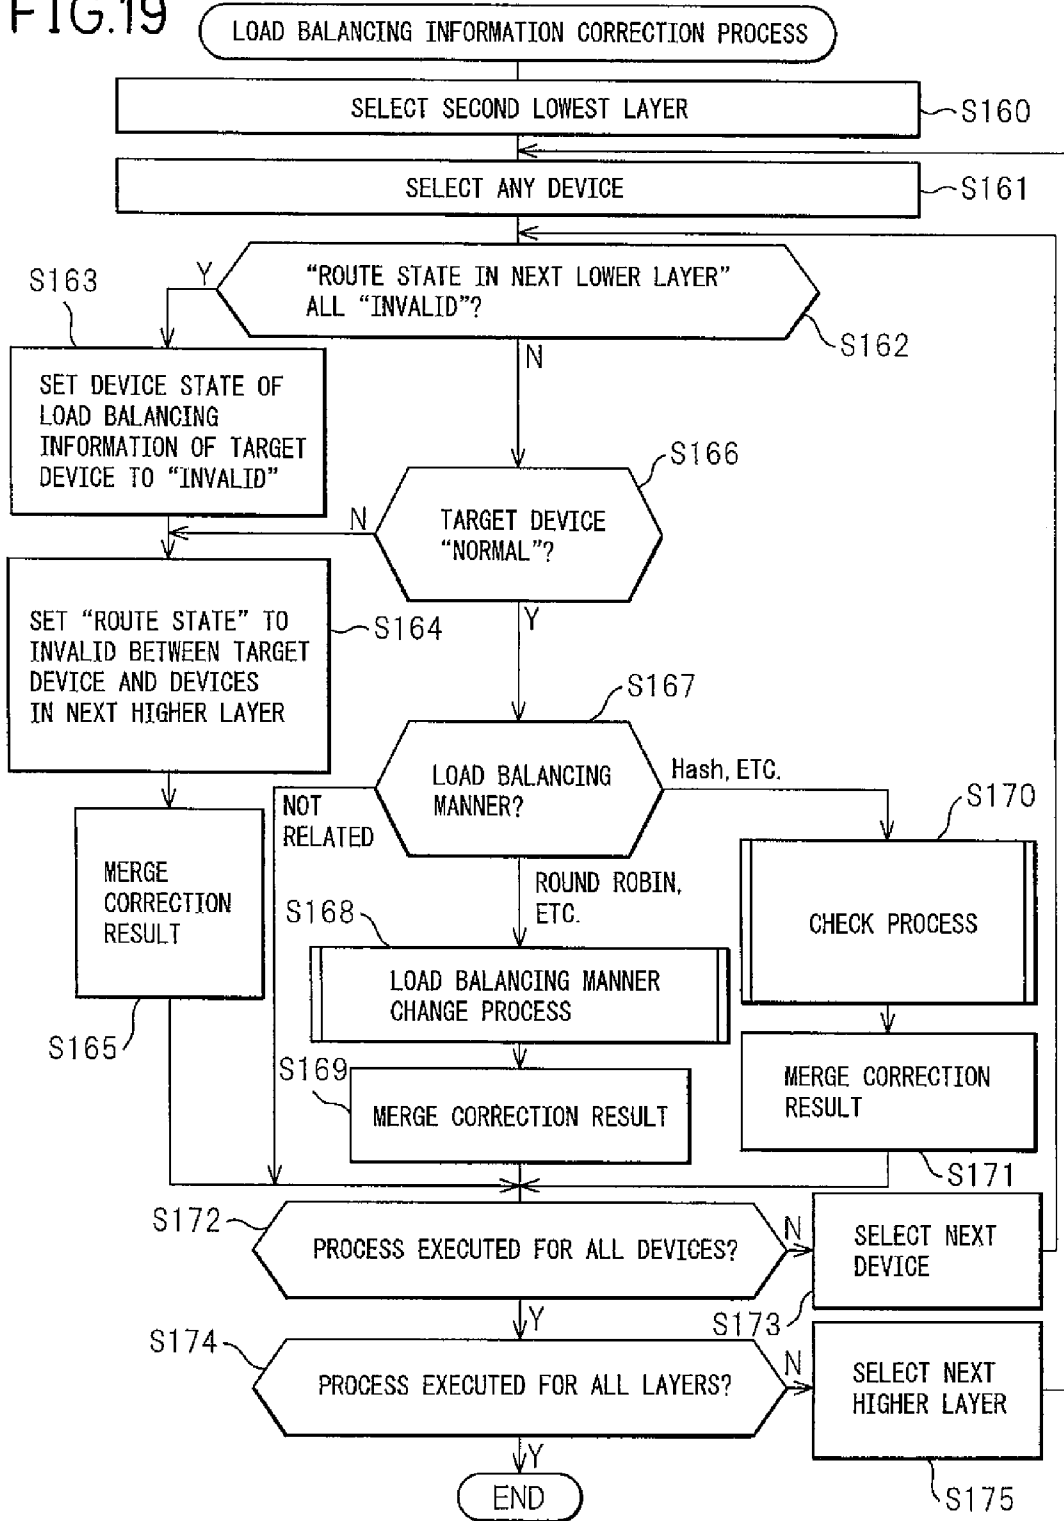 FIG.19
LOAD BALANCING INFORMATION CORRECTION PROCESS
SELECT SECOND LOWEST LAYER
S160
SELECT ANY DEVICE
S161
"ROUTE STATE IN NEXT LOWER LAYER"
ALL "INVALID"?
S162
Y
N
S163
SET DEVICE STATE OF
LOAD BALANCING
INFORMATION OF TARGET
DEVICE TO "INVALID"
S166
TARGET DEVICE
"NORMAL"?
N
Y
SET "ROUTE STATE" TO
INVALID BETWEEN TARGET
DEVICE AND DEVICES
IN NEXT HIGHER LAYER
S164
S167
LOAD BALANCING
MANNER?
NOT
RELATED
Hash, ETC.
ROUND ROBIN,
ETC.
MERGE
CORRECTION
RESULT
S165
S168
LOAD BALANCING MANNER
CHANGE PROCESS
S169
MERGE CORRECTION RESULT
S170
CHECK PROCESS
MERGE CORRECTION
RESULT
S171
S172
PROCESS EXECUTED FOR ALL DEVICES?
N
SELECT NEXT
DEVICE
S173
Y
S174
PROCESS EXECUTED FOR ALL LAYERS?
N
SELECT NEXT
HIGHER LAYER
S175
Y
END